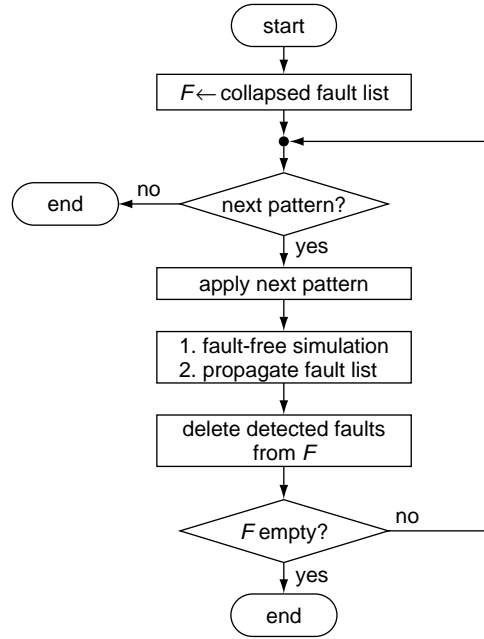 start
F ← collapsed fault list
next pattern?
no
end
yes
apply next pattern
1. fault-free simulation
2. propagate fault list
delete detected faults
from F
F empty?
no
yes
end